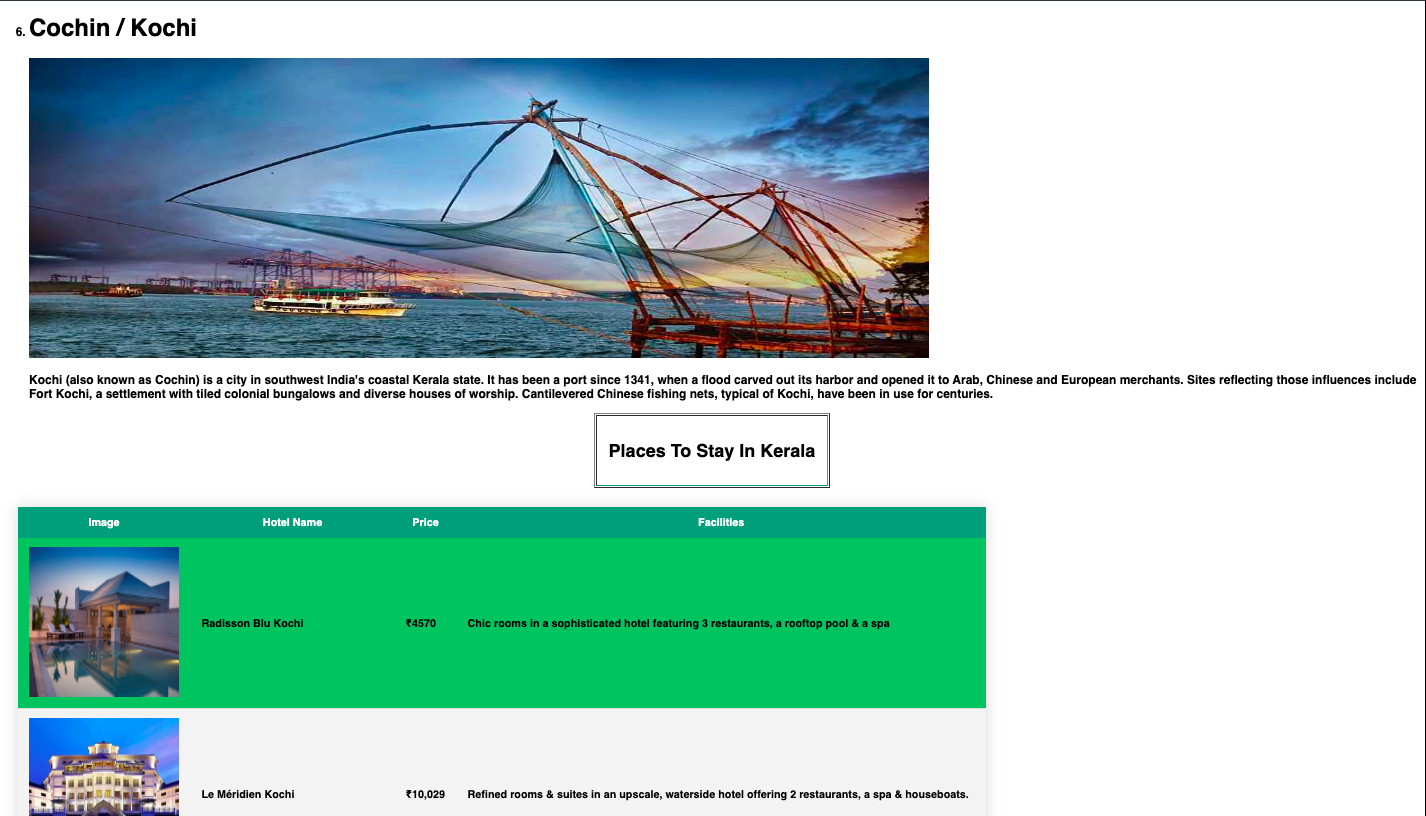 6. Cochin / Kochi
Kochi (also known as Cochin) is a city in southwest India's coastal Kerala state. It has been a port since 1341, when a flood carved out its harbor and opened it to Arab, Chinese and European merchants. Sites reflecting those influences include
Fort Kochi, a settlement with tiled colonial bungalows and diverse houses of worship. Cantilevered Chinese fishing nets, typical of Kochi, have been in use for centuries.
Places To Stay In Kerala
Image Hotel Name Price Facilities
Radisson Blu Kochi ₹4570 Chic rooms in a sophisticated hotel featuring 3 restaurants, a rooftop pool & a spa
Le Méridien Kochi ₹10,029 Refined rooms & suites in an upscale, waterside hotel offering 2 restaurants, a spa & houseboats.